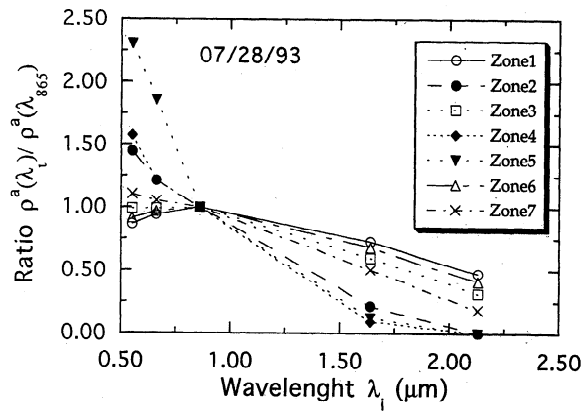 07/28/93
Zone1
Zone2
Zone3
Zone4
Zone5
Zone6
Zone7
2.50
2.00
1.50
1.00
0.50
0.00
0.50
1.00
1.50
2.00
2.50
Ratio ρᵃ(λι)/ ρᵃ(λ865)
Wavelenght λi (μm)